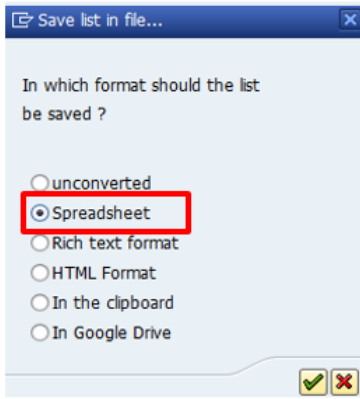 Save list in file...
In which format should the list
be saved ?
unconverted
Spreadsheet
Rich text format
HTML Format
In the clipboard
In Google Drive